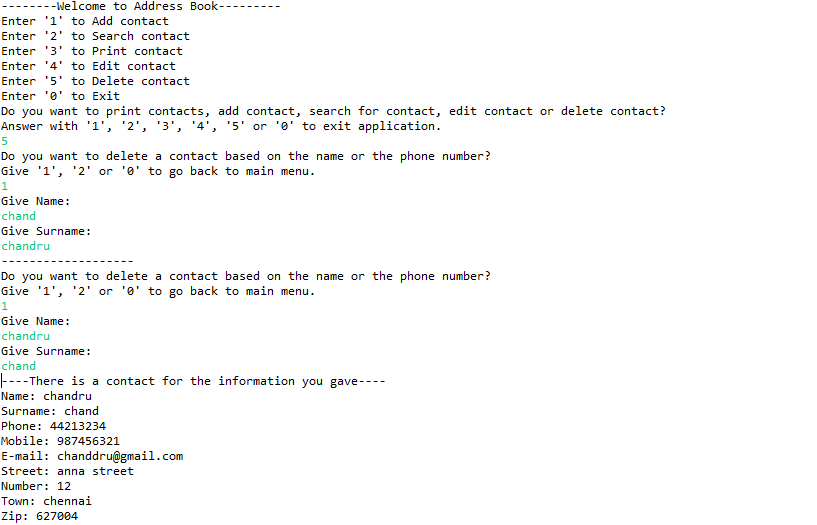 --------Welcome to Address Book---------
Enter '1' to Add contact
Enter '2' to Search contact
Enter '3' to Print contact
Enter '4' to Edit contact
Enter '5' to Delete contact
Enter '0' to Exit
Do you want to print contacts, add contact, search for contact, edit contact or delete contact?
Answer with '1', '2', '3', '4', '5' or '0' to exit application.
5
Do you want to delete a contact based on the name or the phone number?
Give '1', '2' or '0' to go back to main menu.
1
Give Name:
chand
Give Surname:
chandru
-------------------
Do you want to delete a contact based on the name or the phone number?
Give '1', '2' or '0' to go back to main menu.
1
Give Name:
chandru
Give Surname:
chand
----There is a contact for the information you gave----
Name: chandru
Surname: chand
Phone: 44213234
Mobile: 987456321
E-mail: chanddru@gmail.com
Street: anna street
Number: 12
Town: chennai
Zip: 627004